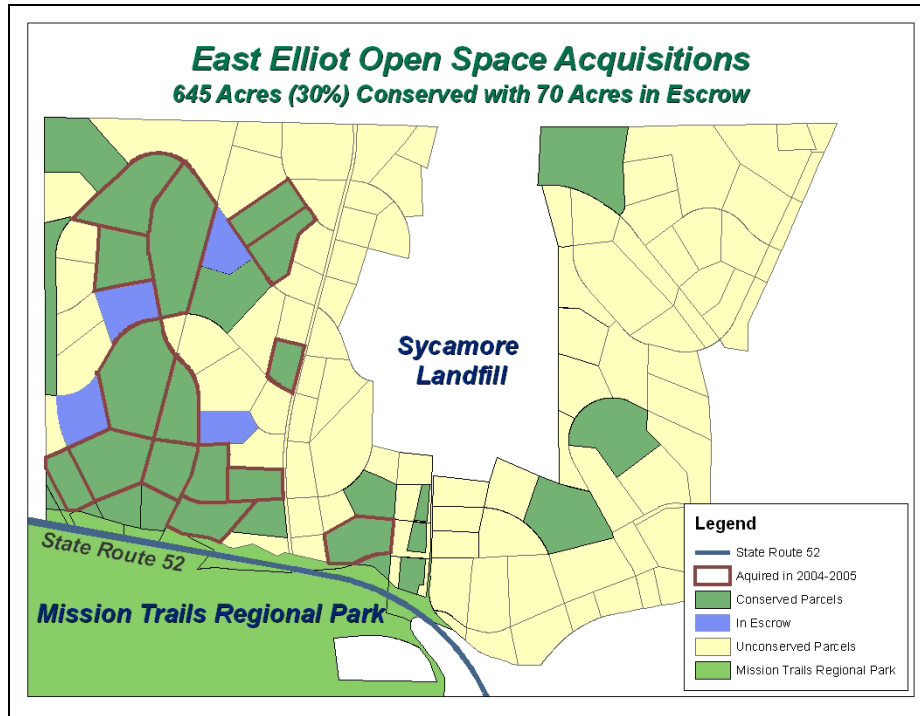 East Elliot Open Space Acquisitions
645 Acres (30%) Conserved with 70 Acres in Escrow
Sycamore
Landfill
State Route 52
Mission Trails Regional Park
Legend
State Route 52
Aquired in 2004-2005
Conserved Parcels
In Escrow
Unconserved Parcels
Mission Trails Regional Park